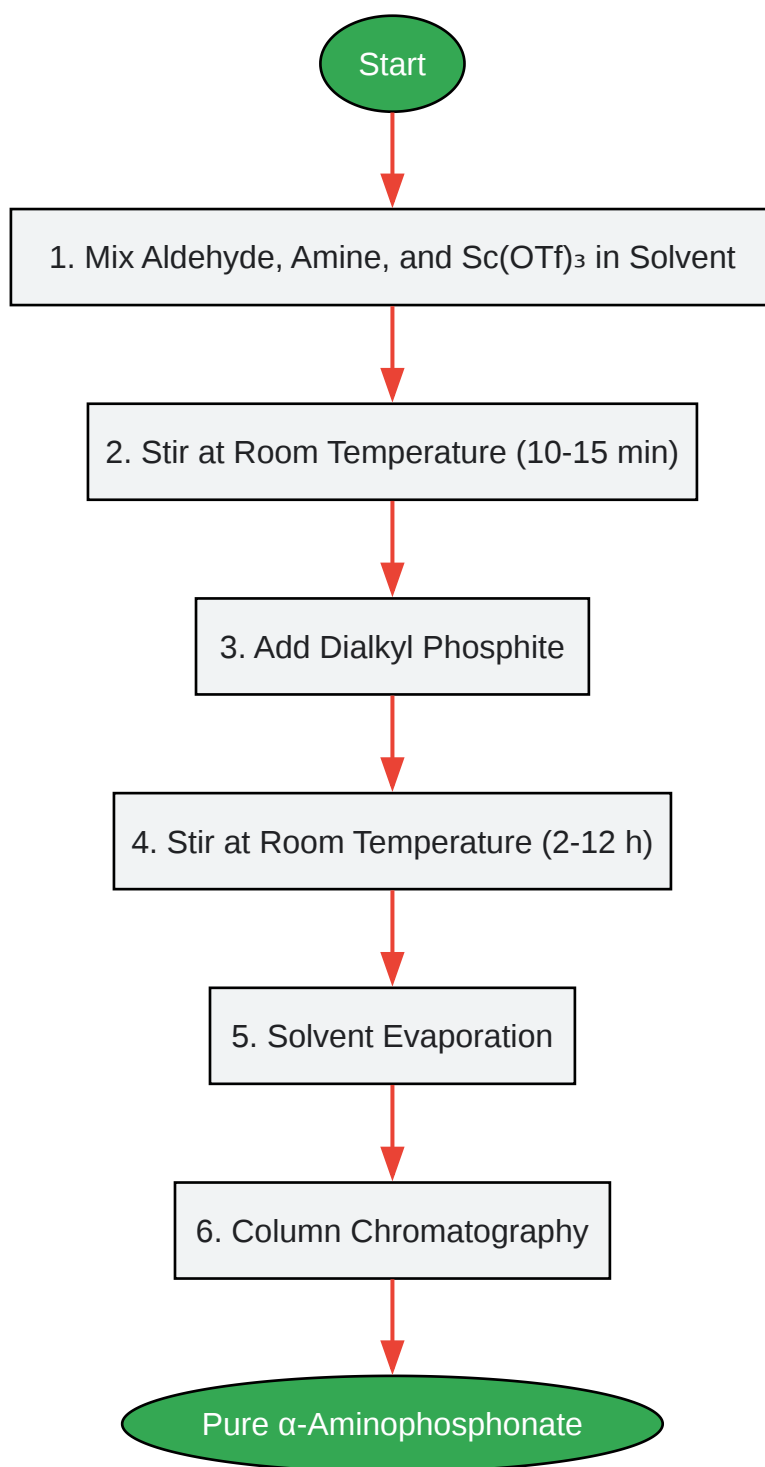 Start
1. Mix Aldehyde, Amine, and Sc(OTf)₃ in Solvent
2. Stir at Room Temperature (10-15 min)
3. Add Dialkyl Phosphite
4. Stir at Room Temperature (2-12 h)
5. Solvent Evaporation
6. Column Chromatography
Pure α-Aminophosphonate